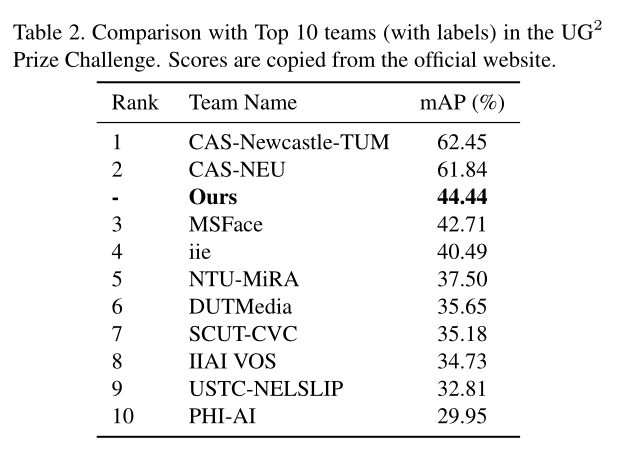 Table 2. Comparison with Top 10 teams (with labels) in the UG²
Prize Challenge. Scores are copied from the official website.
Rank Team Name mAP (%)
1 CAS-Newcastle-TUM 62.45
2 CAS-NEU 61.84
- Ours 44.44
3 MSFace 42.71
4 iie 40.49
5 NTU-MiRA 37.50
6 DUTMedia 35.65
7 SCUT-CVC 35.18
8 IIAI VOS 34.73
9 USTC-NELSLIP 32.81
10 PHI-AI 29.95